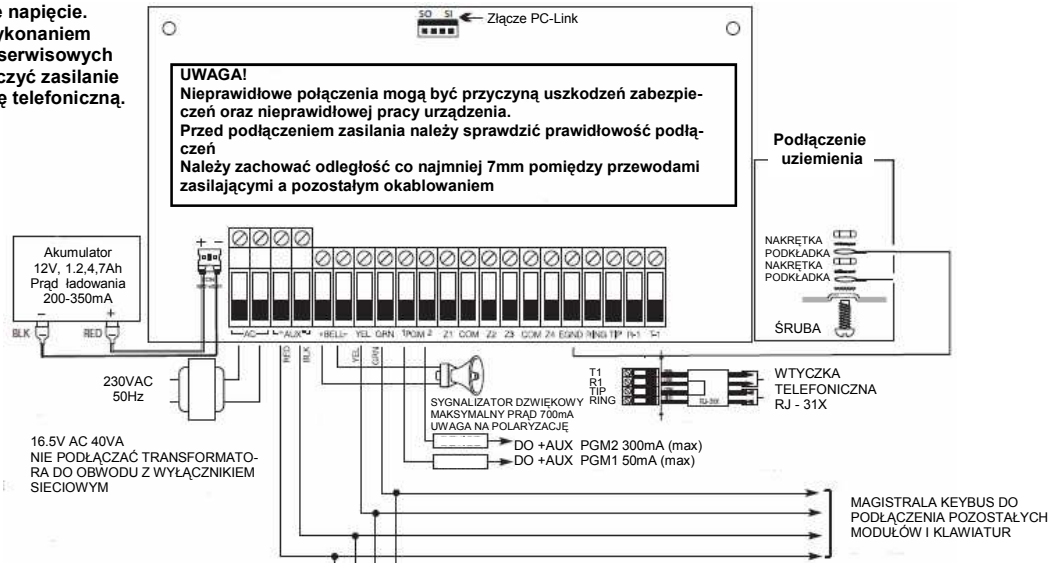 e napięcie.
ykonaniem
serwisowych
czyć zasilanie
ę telefoniczną.
SO SI
Złącze PC-Link
UWAGA!
Nieprawidłowe połączenia mogą być przyczyną uszkodzeń zabezpie-
czeń oraz nieprawidłowej pracy urządzenia.
Przed podłączeniem zasilania należy sprawdzić prawidłowość podłą-
czeń
Należy zachować odległość co najmniej 7mm pomiędzy przewodami
zasilającymi a pozostałym okablowaniem
Podłączenie
uziemienia
NAKRĘTKA
PODKŁADKA
NAKRĘTKA
PODKŁADKA
ŚRUBA
Akumulator
12V, 1.2,4,7Ah
Prąd ładowania
200-350mA
- +
BLK RED
+ -
AC - AUX + +BELL- YEL GRN 1PGM 2 Z1 COM Z2 Z3 COM Z4 EGND RING TIP R-1 T-1
RED BLK YEL GRN
230VAC
50Hz
16.5V AC 40VA
NIE PODŁĄCZAĆ TRANSFORMATO-
RA DO OBWODU Z WYŁĄCZNIKIEM
SIECIOWYM
SYGNALIZATOR DZWIĘKOWY
MAKSYMALNY PRĄD 700mA
UWAGA NA POLARYZACJĘ
T1
R1
TIP
RING
RJ-31X
WTYCZKA
TELEFONICZNA
RJ - 31X
DO +AUX PGM2 300mA (max)
DO +AUX PGM1 50mA (max)
MAGISTRALA KEYBUS DO
PODŁĄCZENIA POZOSTAŁYCH
MODUŁÓW I KLAWIATUR